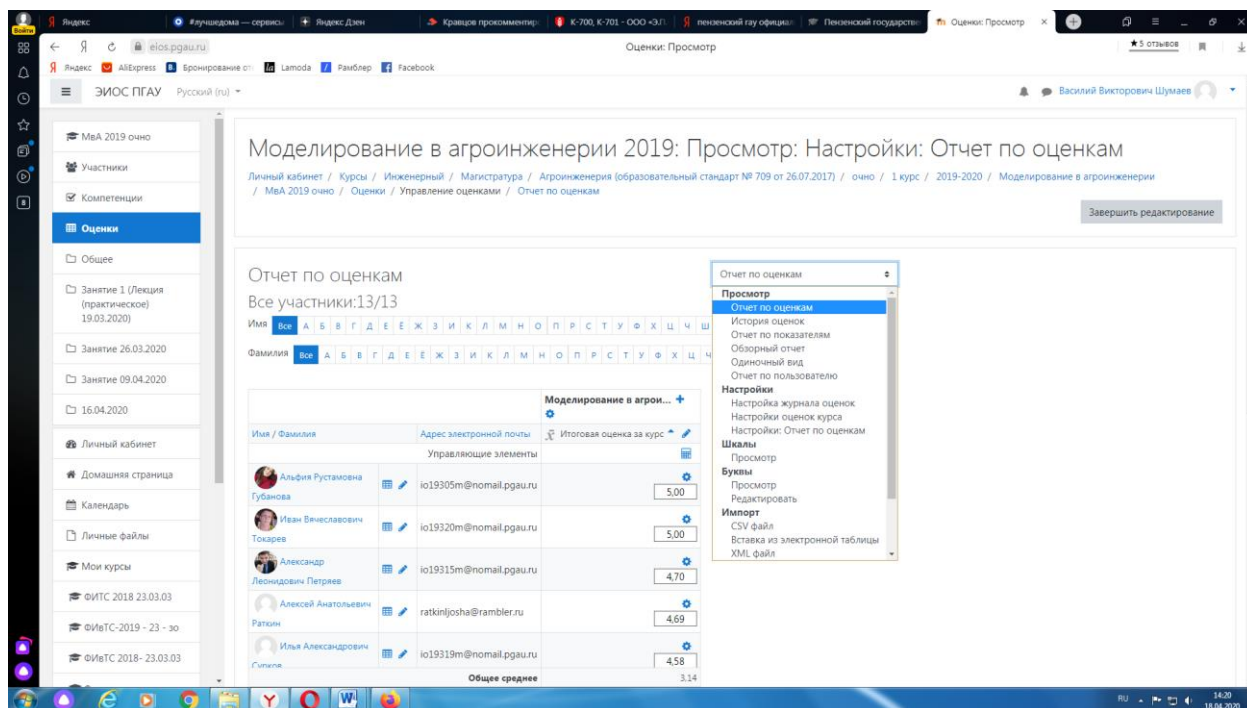 Яндекс
#лучшедома — сервисы
Яндекс.Дзен
Кравцов прокомментир
К-700, К-701 - ООО «З.П.
пензенский гау официал
Пензенский государстве
Оценки: Просмотр
Войти
eios.pgau.ru
Оценки: Просмотр
★ 5 отзывов
Яндекс
AliExpress
Бронирование от
Lamoda
Рамблер
Facebook
ЭИОС ПГАУ
Русский (ru)
Василий Викторович Шумаев
МвА 2019 очно
Участники
Компетенции
Оценки
Общее
Занятие 1 (Лекция
(практическое)
19.03.2020)
Занятие 26.03.2020
Занятие 09.04.2020
16.04.2020
Личный кабинет
Домашняя страница
Календарь
Личные файлы
Мои курсы
ФИТС 2018 23.03.03
ФИвТС-2019 - 23 - зо
ФИвТС 2018- 23.03.03
Моделирование в агроинженерии 2019: Просмотр: Настройки: Отчет по оценкам
Личный кабинет / Курсы / Инженерный / Магистратура / Агроинженерия (образовательный стандарт № 709 от 26.07.2017) / очно / 1 курс / 2019-2020 / Моделирование в агроинженерии
/ МвА 2019 очно / Оценки / Управление оценками / Отчет по оценкам
Завершить редактирование
Отчет по оценкам
Все участники:13/13
Имя Все А Б В Г Д Е Ё Ж З И К Л М Н О П Р С Т У Ф Х Ц Ч Ш
Фамилия Все А Б В Г Д Е Ё Ж З И К Л М Н О П Р С Т У Ф Х Ц Ч
Моделирование в агрои...
Имя / Фамилия
Адрес электронной почты
Итоговая оценка за курс
Управляющие элементы
Альфия Рустамовна
Губанова
io19305m@nomail.pgau.ru
5,00
Иван Вячеславович
Токарев
io19320m@nomail.pgau.ru
5,00
Александр
Леонидович Петряев
io19315m@nomail.pgau.ru
4,70
Алексей Анатольевич
Раткин
ratkinljosha@rambler.ru
4,69
Илья Александрович
Сурков
io19319m@nomail.pgau.ru
4,58
Общее среднее
3,14
Отчет по оценкам
Просмотр
Отчет по оценкам
История оценок
Отчет по показателям
Обзорный отчет
Одиночный вид
Отчет по пользователю
Настройки
Настройка журнала оценок
Настройки оценок курса
Настройки: Отчет по оценкам
Шкалы
Просмотр
Буквы
Просмотр
Редактировать
Импорт
CSV файл
Вставка из электронной таблицы
XML файл
RU
14:20
18.04.2020